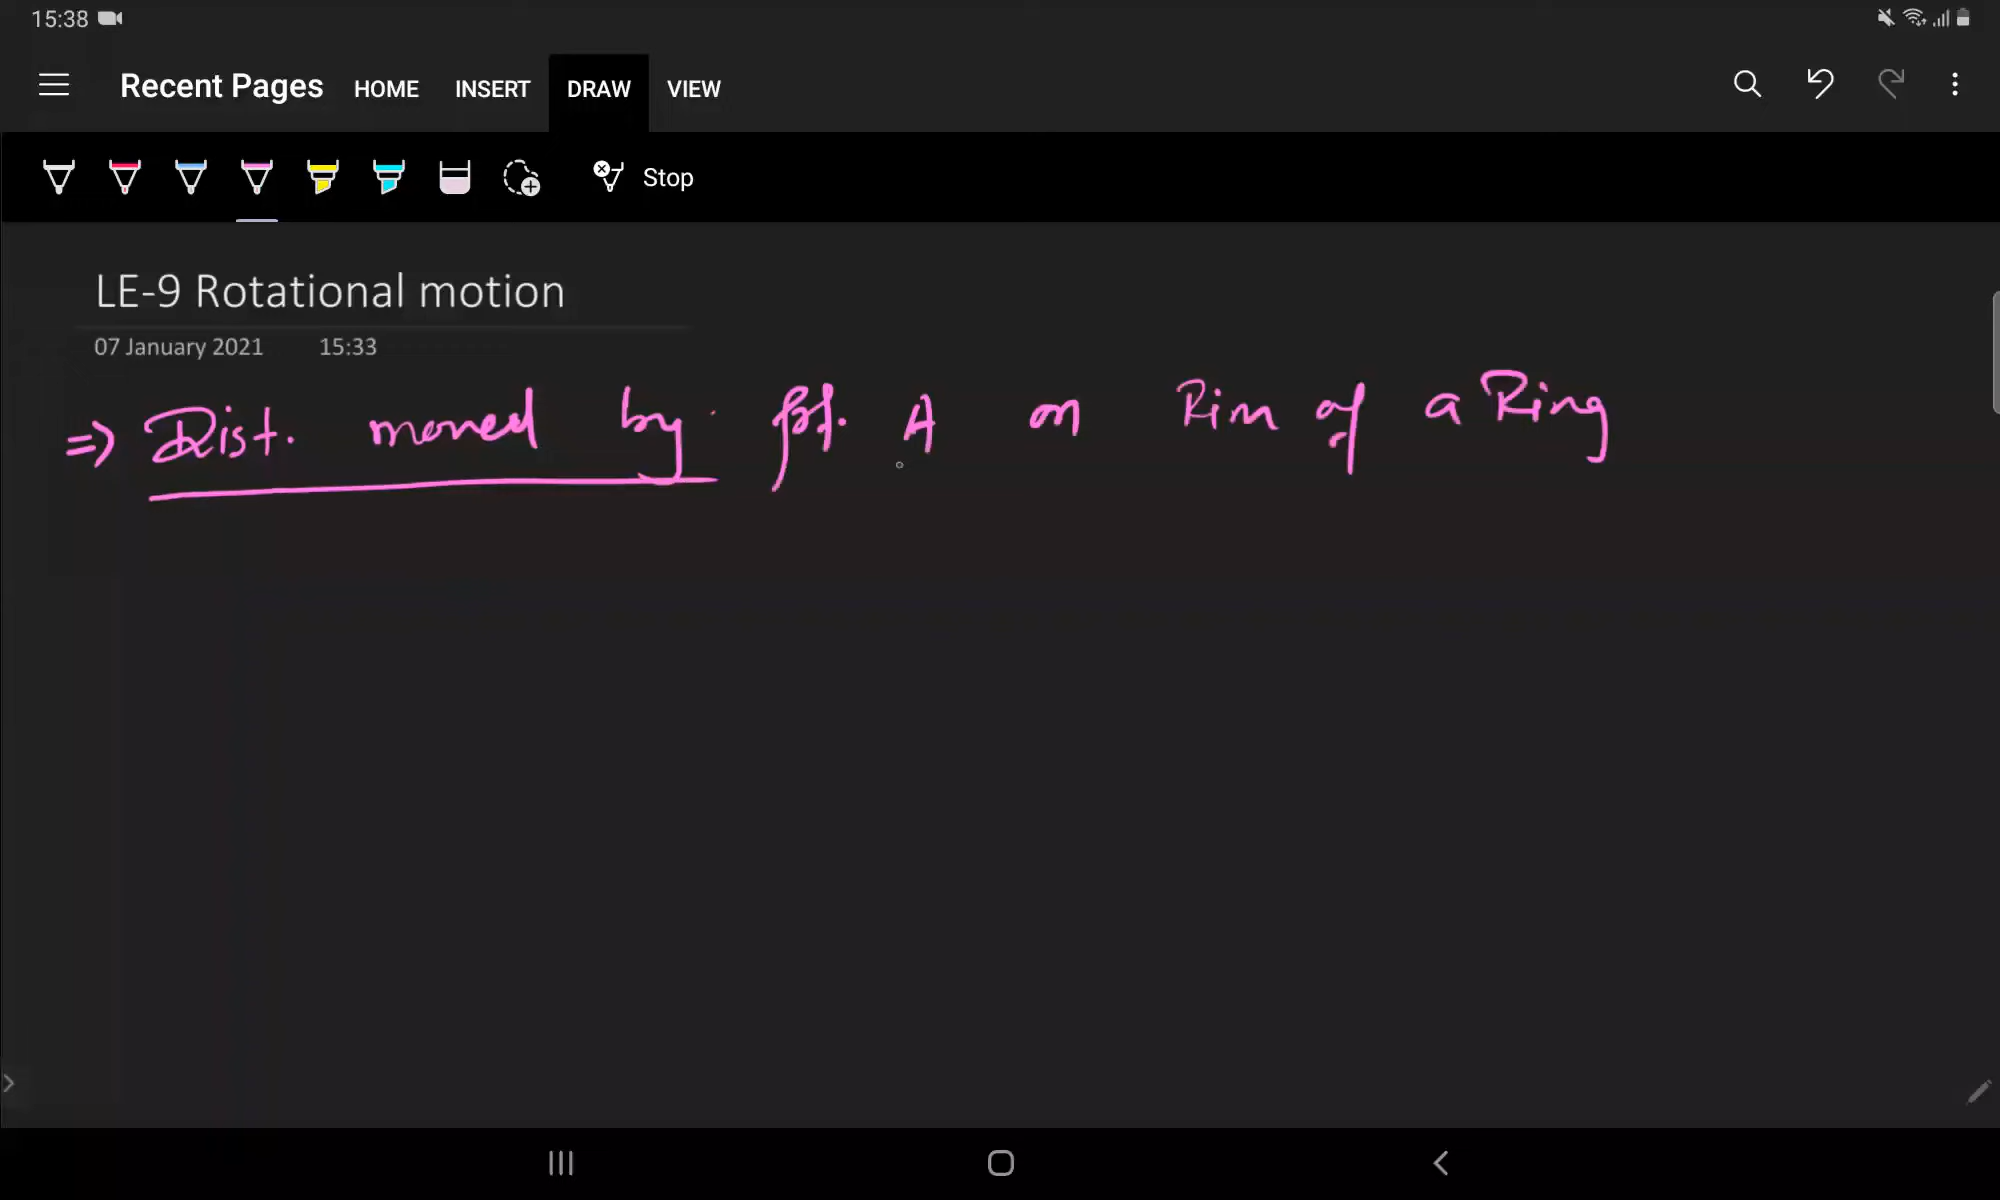 15:38
Recent Pages HOME INSERT DRAW VIEW
Stop
LE-9 Rotational motion
07 January 2021 15:33
=> Dist. moved by pt. A on Rim of a Ring